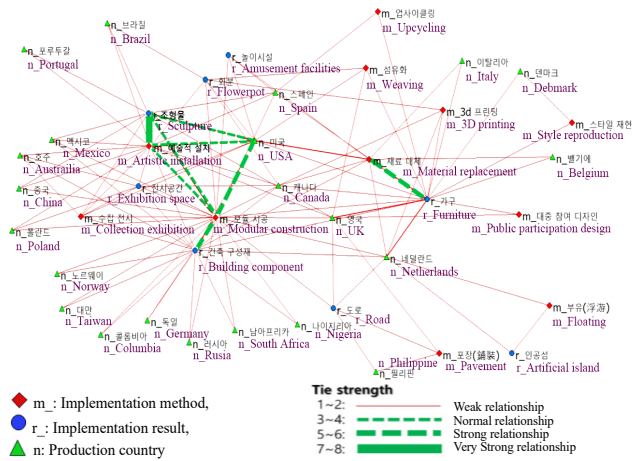 m_업사이클링
m_Upcycling
n_브라질
n_Brazil
n_포루투갈
n_Portugal
r_놀이시설
r_Amusement facilities
r_화분
r_Flowerpot
m_섬유화
m_Weaving
n_이탈리아
n_Italy
n_덴마크
n_Debmark
n_스페인
n_Spain
r_조형물
r_Sculpture
m_3d 프린팅
m_3D printing
m_스타일 재현
m_Style reproduction
n_멕시코
n_Mexico
m_예술적 설치
m_Artistic installation
n_미국
n_USA
n_호주
n_Austrailia
m_재료 대체
m_Material replacement
n_벨기에
n_Belgium
n_중국
n_China
r_전시공간
r_Exhibition space
n_캐나다
n_Canada
r_가구
r_Furniture
m_수집 전시
m_Collection exhibition
m_모듈 시공
m_Modular construction
n_영국
n_UK
m_대중 참여 디자인
m_Public participation design
n_폴란드
n_Poland
r_건축 구성재
r_Building component
n_네덜란드
n_Netherlands
n_노르웨이
n_Norway
n_대만
n_Taiwan
n_콜롬비아
n_Columbia
n_독일
n_Germany
n_러시아
n_Rusia
n_남아프리카
n_South Africa
n_나이지리아
n_Nigeria
r_도로
r_Road
m_부유(浮游)
m_Floating
n_Philippine
n_필리핀
m_포장(鋪裝)
m_Pavement
r_인공섬
r_Artificial island
m_: Implementation method,
r_: Implementation result,
n: Production country
Tie strength
1~2: Weak relationship
3~4: Normal relationship
5~6: Strong relationship
7~8: Very Strong relationship